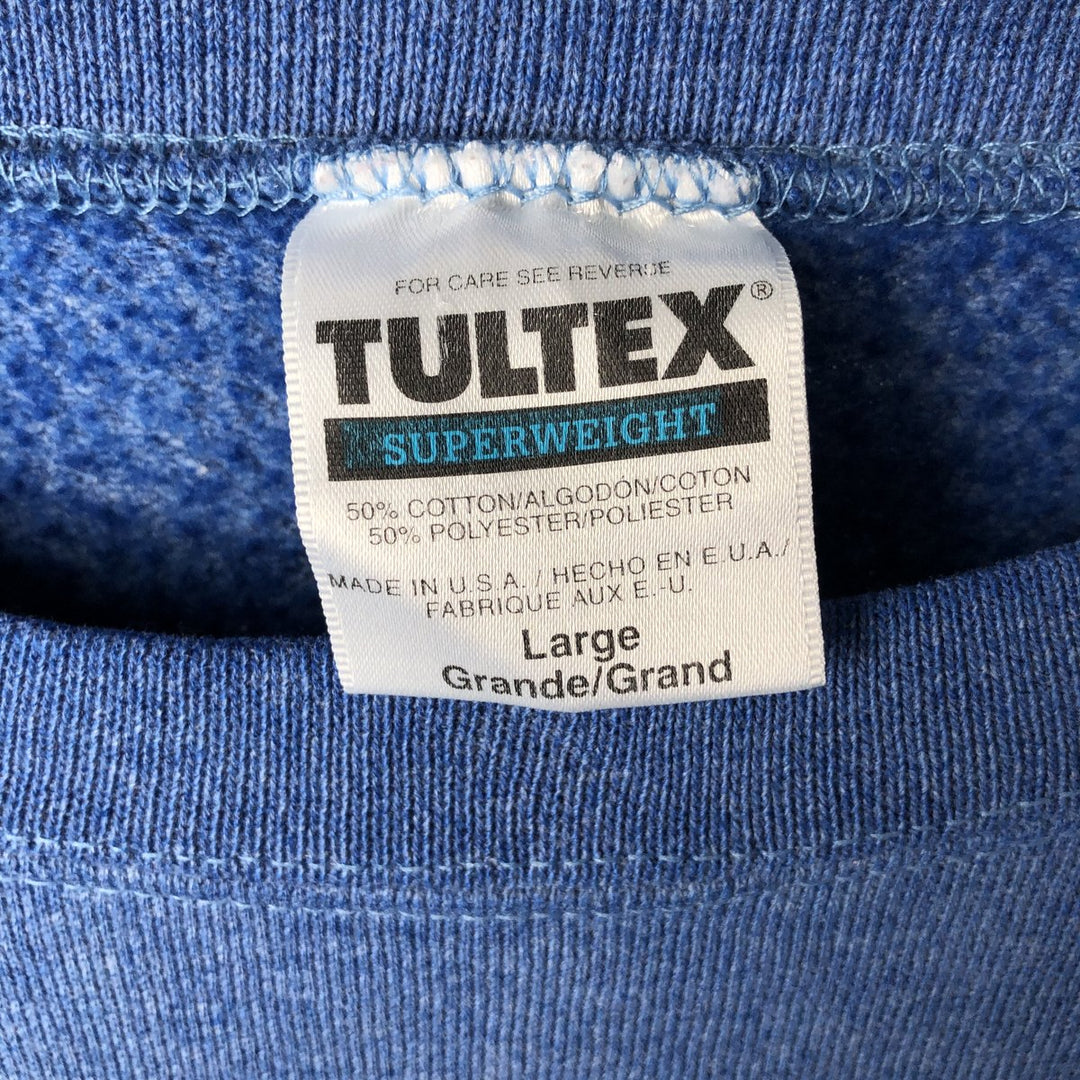 FOR CARE SEE REVERSE
TULTEX®
SUPERWEIGHT
50% COTTON/ALGODON/COTON
50% POLYESTER/POLIESTER
MADE IN U.S.A. / HECHO EN E.U.A./
FABRIQUE AUX E.-U.
Large
Grande/Grand